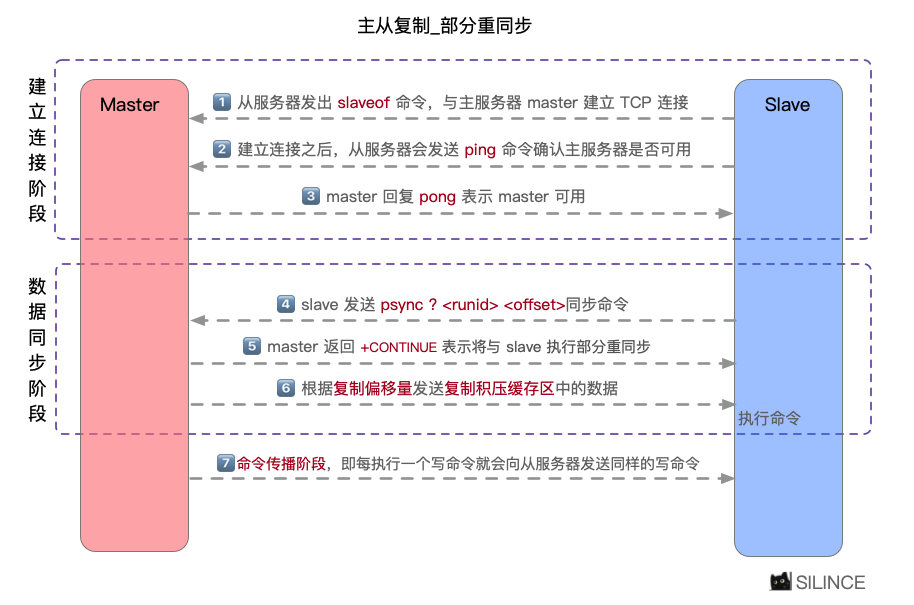 主从复制_部分重同步
建立连接阶段
Master
Slave
1 从服务器发出 slaveof 命令，与主服务器 master 建立 TCP 连接
2 建立连接之后，从服务器会发送 ping 命令确认主服务器是否可用
3 master 回复 pong 表示 master 可用
数据同步阶段
4 slave 发送 psync ? <runid> <offset>同步命令
5 master 返回 +CONTINUE 表示将与 slave 执行部分重同步
6 根据复制偏移量发送复制积压缓存区中的数据
执行命令
7 命令传播阶段，即每执行一个写命令就会向从服务器发送同样的写命令
SILINCE